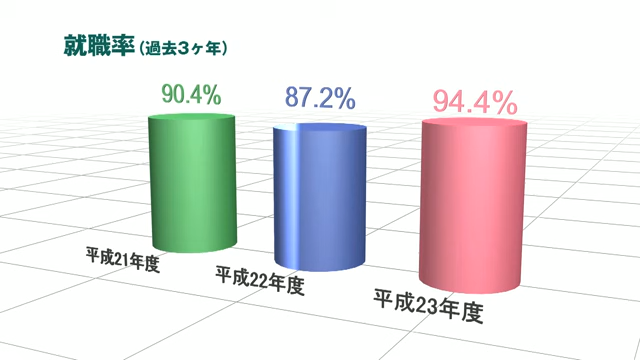 就職率(過去3ヶ年)
90.4%
87.2%
94.4%
平成21年度
平成22年度
平成23年度